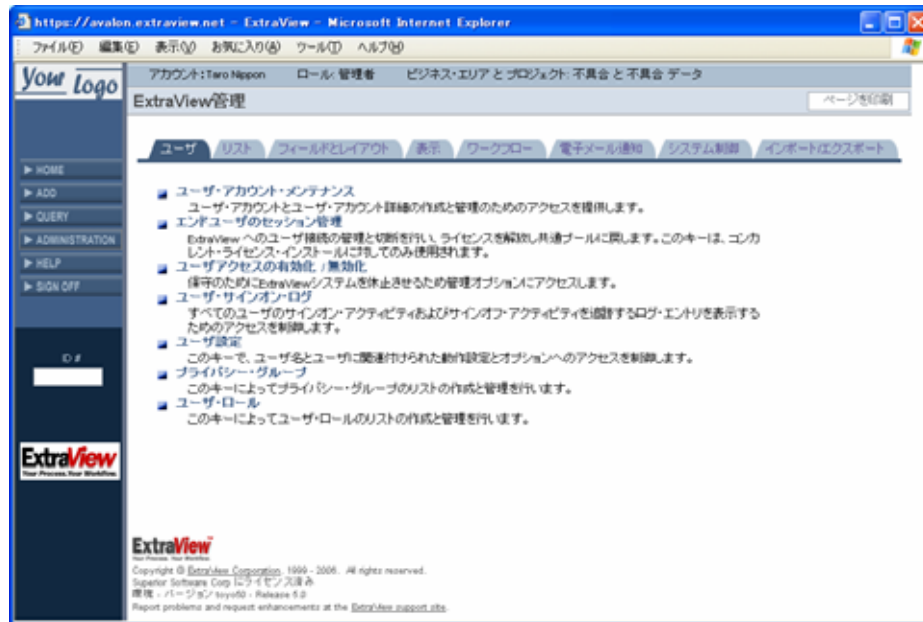 https://avalon.extraview.net - ExtraView - Microsoft Internet Explorer
ファイル(F) 編集(E) 表示(V) お気に入り(A) ツール(T) ヘルプ(H)
Your Logo
アカウント:Taro Nippon ロール: 管理者 ビジネス・エリア と プロジェクト: 不具合 と 不具合 データ
ExtraView管理
ページを印刷
ユーザ リスト フィールドとレイアウト 表示 ワークフロー 電子メール通知 システム制御 インポート/エクスポート
HOME
ADD
QUERY
ADMINISTRATION
HELP
SIGN OFF
ID #
ExtraView
Your Process. Your Workflow.
ユーザ・アカウント・メンテナンス
ユーザ・アカウントとユーザ・アカウント詳細の作成と管理のためのアクセスを提供します。
エンドユーザのセッション管理
ExtraView へのユーザ接続の管理と切断を行い、ライセンスを解放し共通プールに戻します。このキーは、コンカ
レント・ライセンス・インストールに対してのみ使用されます。
ユーザアクセスの有効化 / 無効化
保守のためにExtraViewシステムを休止させるため管理オプションにアクセスします。
ユーザ・サインオン・ログ
すべてのユーザのサインオン・アクティビティおよびサインオフ・アクティビティを追跡するログ・エントリを表示する
ためのアクセスを制御します。
ユーザ設定
このキーで、ユーザ名とユーザに関連付けられた動作設定とオプションへのアクセスを制御します。
プライバシー・グループ
このキーによってプライバシー・グループのリストの作成と管理を行います。
ユーザ・ロール
このキーによってユーザ・ロールのリストの作成と管理を行います。
ExtraView
Your Process. Your Workflow.
Copyright © ExtraView Corporation, 1999 - 2006. All rights reserved.
Superior Software Corp にライセンス済み
環境 - バージョン toyo60 - Release 6.0
Report problems and request enhancements at the ExtraView support site.